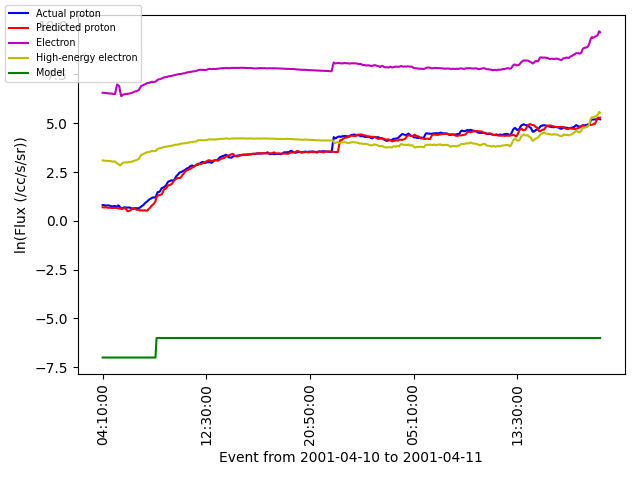 Actual proton
Predicted proton
Electron
High-energy electron
Model
5.0
2.5
0.0
−2.5
−5.0
−7.5
ln(Flux (/cc/s/sr))
04:10:00
12:30:00
20:50:00
05:10:00
13:30:00
Event from 2001-04-10 to 2001-04-11